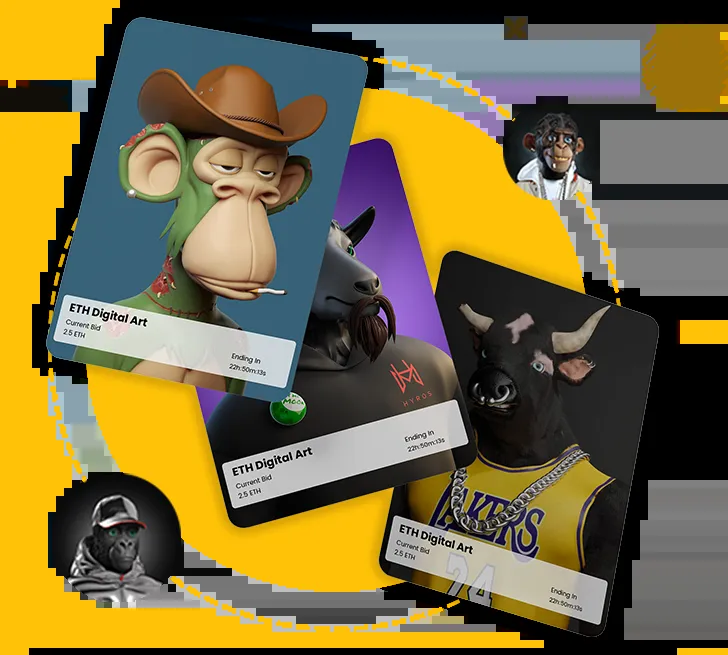 ETH Digital Art
Current Bid
2.5 ETH
Ending In
22h:50m:13s
HYBOS
ETH Digital Art
Current Bid
2.5 ETH
Ending In
22h:50m:13s
LAKERS
24
ETH Digital Art
Current Bid
2.5 ETH
Ending In
22h:50m:13s